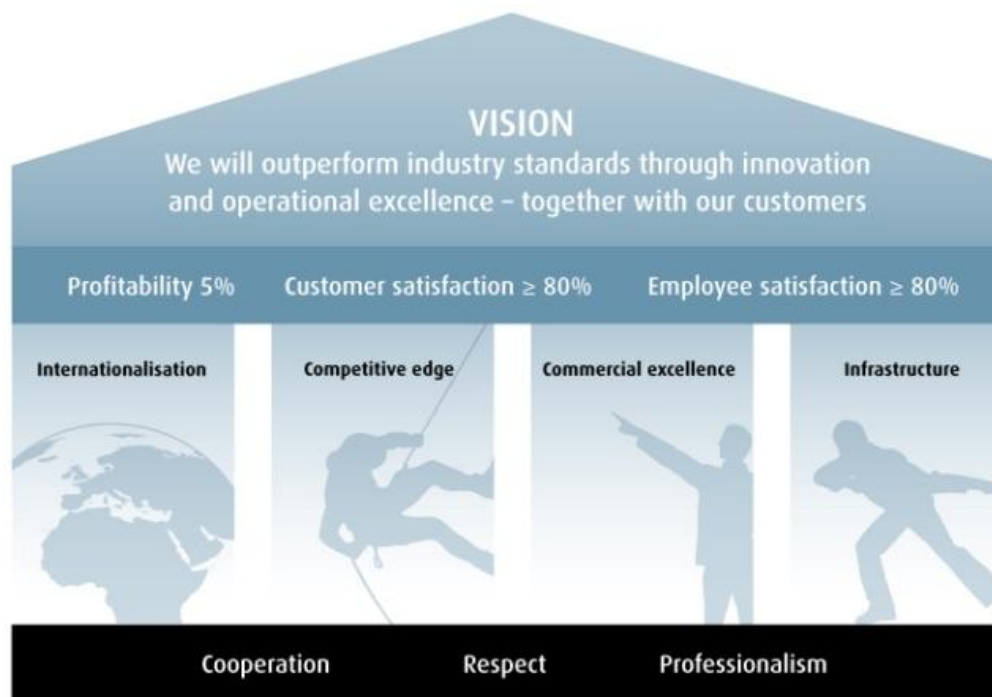 VISION
We will outperform industry standards through innovation
and operational excellence – together with our customers
Profitability 5% Customer satisfaction ≥ 80% Employee satisfaction ≥ 80%
Internationalisation Competitive edge Commercial excellence Infrastructure
Cooperation Respect Professionalism